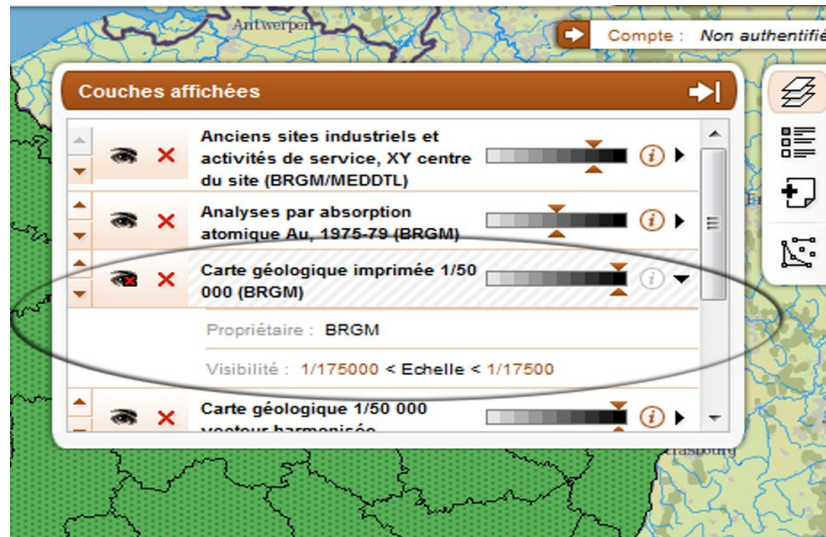 Antwerpen
Compte : Non authentifié
Couches affichées
Anciens sites industriels et
activités de service, XY centre
du site (BRGM/MEDDTL)
Analyses par absorption
atomique Au, 1975-79 (BRGM)
Carte géologique imprimée 1/50
000 (BRGM)
Propriétaire : BRGM
Visibilité : 1/175000 < Echelle < 1/17500
Carte géologique 1/50 000
vecteur harmonisée